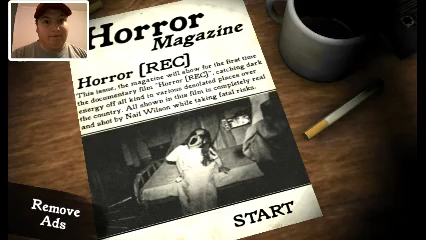 Horror
Magazine
Horror [REC]
This issue, the magazine will show for the first time
the documentary film "Horror [REC]", catching dark
energy off all kind in various desolated places over
the country. All shown in this film is completely real
and shot by Nail Wilson while taking fatal risks.
START
Remove
Ads